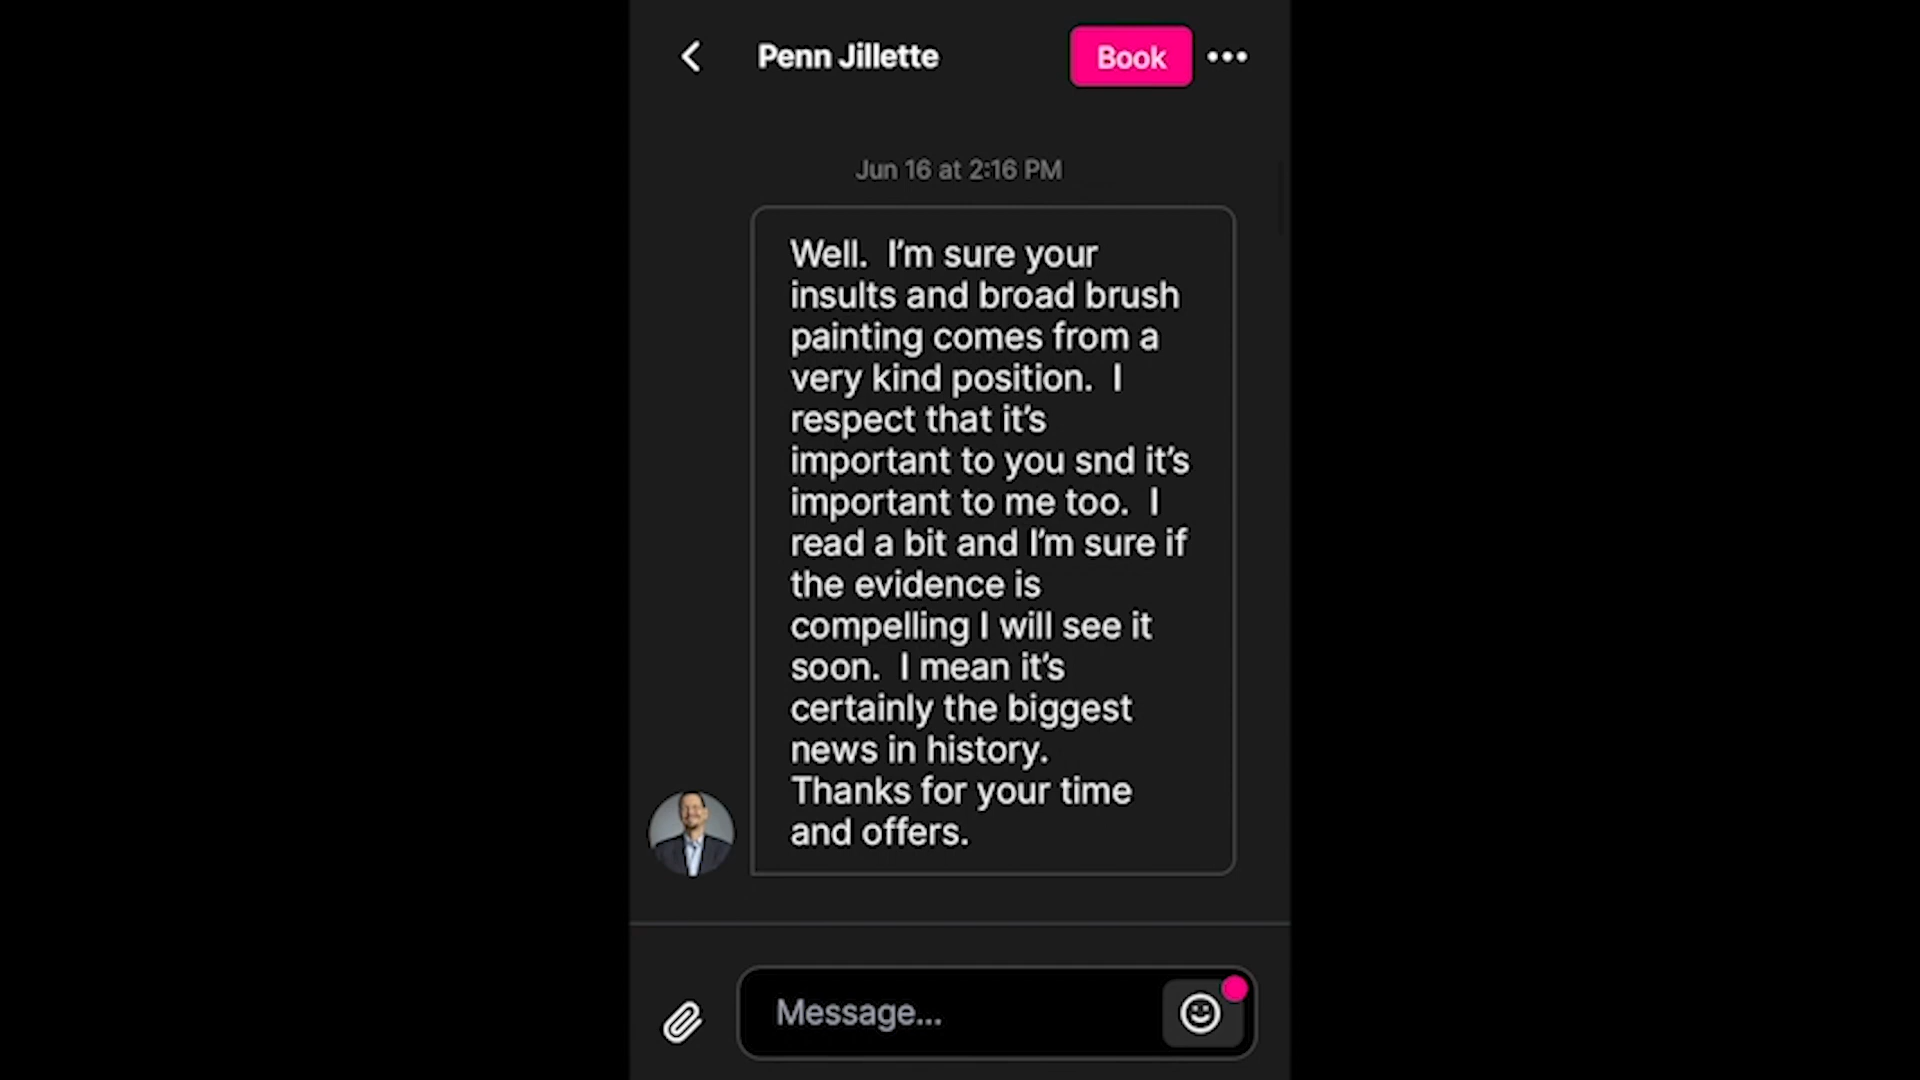 Penn Jillette
Book
Jun 16 at 2:16 PM
Well.  I'm sure your
insults and broad brush
painting comes from a
very kind position.  I
respect that it's
important to you snd it's
important to me too.  I
read a bit and I'm sure if
the evidence is
compelling I will see it
soon.  I mean it's
certainly the biggest
news in history.
Thanks for your time
and offers.
Message...